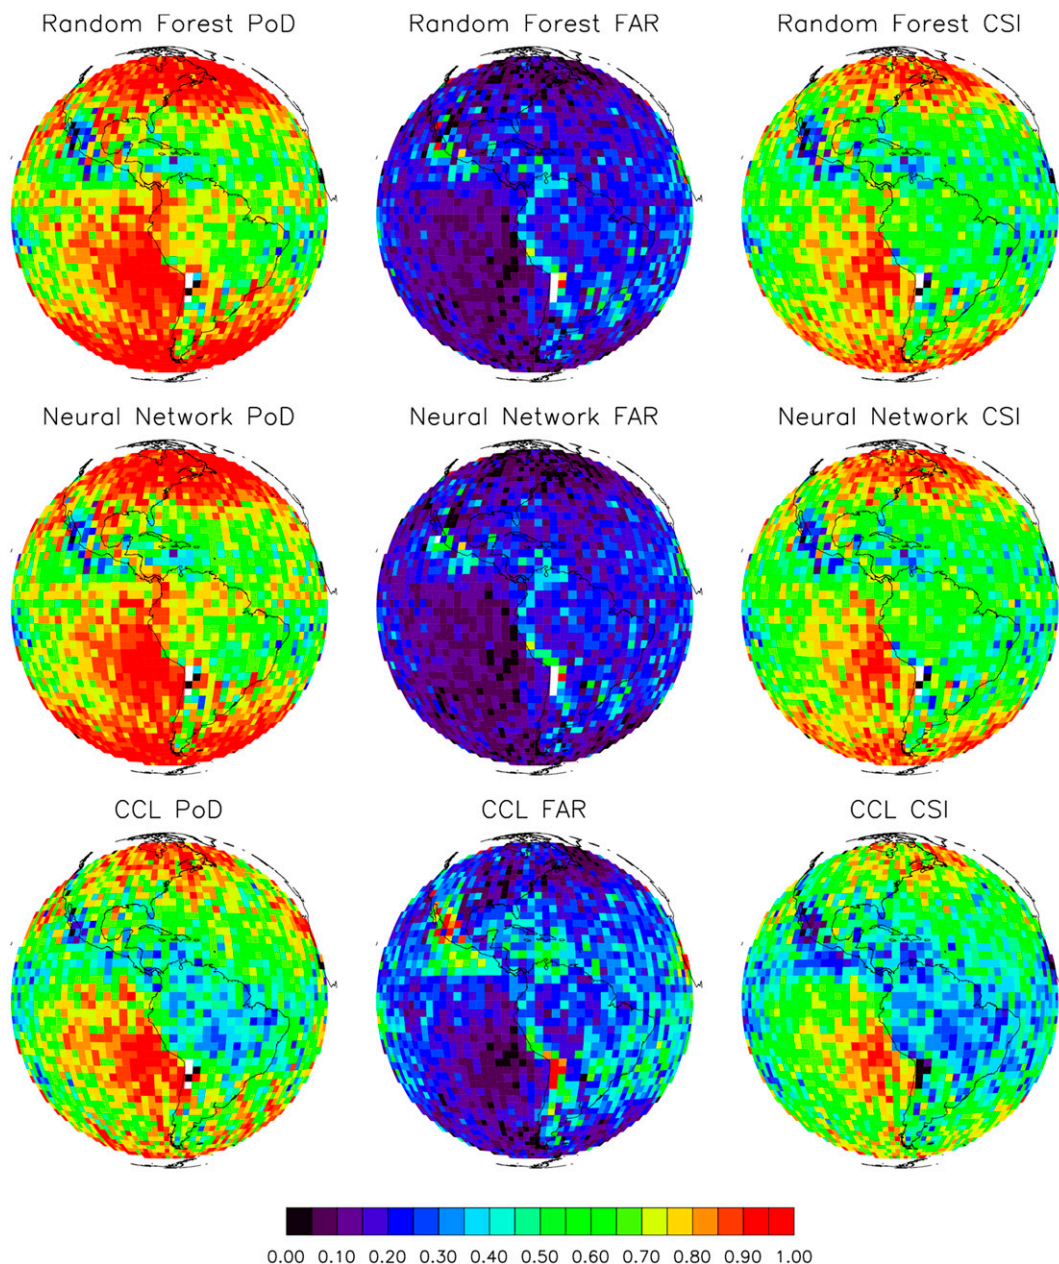 Random Forest PoD
Random Forest FAR
Random Forest CSI
Neural Network PoD
Neural Network FAR
Neural Network CSI
CCL PoD
CCL FAR
CCL CSI
0.00 0.10 0.20 0.30 0.40 0.50 0.60 0.70 0.80 0.90 1.00